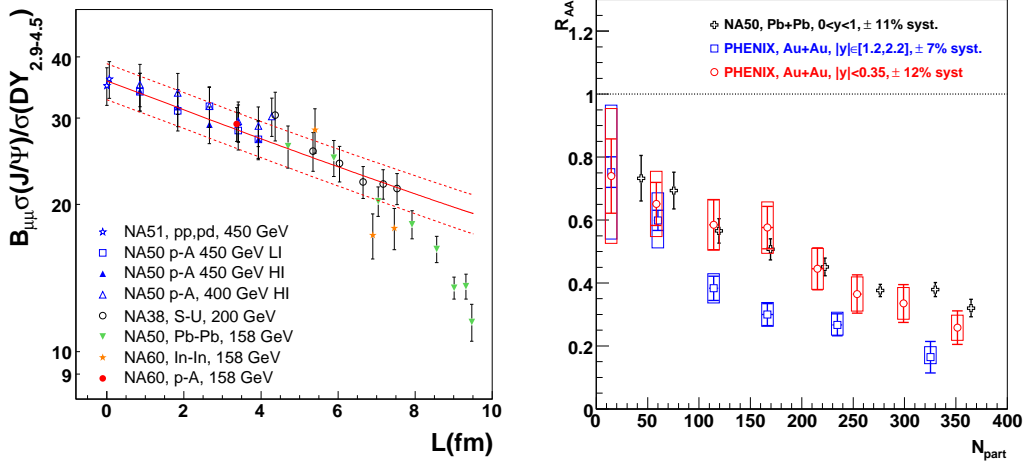 B_μμ σ(J/Ψ)/σ(DY_2.9-4.5)
40
30
20
10
9
NA51, pp,pd, 450 GeV
NA50 p-A 450 GeV LI
NA50 p-A 450 GeV HI
NA50 p-A, 400 GeV HI
NA38, S-U, 200 GeV
NA50, Pb-Pb, 158 GeV
NA60, In-In, 158 GeV
NA60, p-A, 158 GeV
0 2 4 6 8 10
L(fm)
R_AA
NA50, Pb+Pb, 0<y<1, ± 11% syst.
PHENIX, Au+Au, |y|∈[1.2,2.2], ± 7% syst.
PHENIX, Au+Au, |y|<0.35, ± 12% syst
1.2
1
0.8
0.6
0.4
0.2
0
0 50 100 150 200 250 300 350 400
N_part